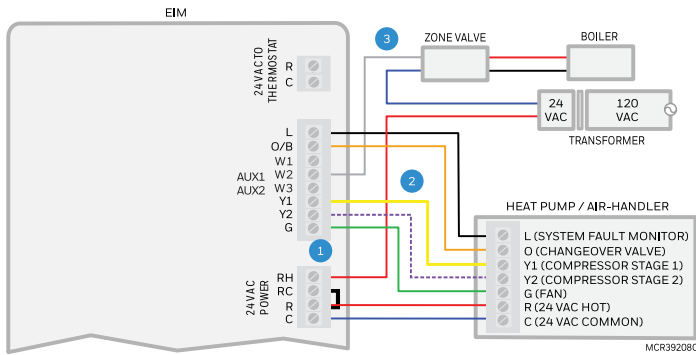 EIM
24 VAC TO THERMOSTAT
R
C
L
O/B
W1
AUX1 W2
AUX2 W3
Y1
Y2
G
24 VAC POWER
RH
RC
R
C
1
2
3
ZONE VALVE
BOILER
24 VAC
120 VAC
TRANSFORMER
HEAT PUMP / AIR-HANDLER
L (SYSTEM FAULT MONITOR)
O (CHANGEOVER VALVE)
Y1 (COMPRESSOR STAGE 1)
Y2 (COMPRESSOR STAGE 2)
G (FAN)
R (24 VAC HOT)
C (24 VAC COMMON)
MCR39208C